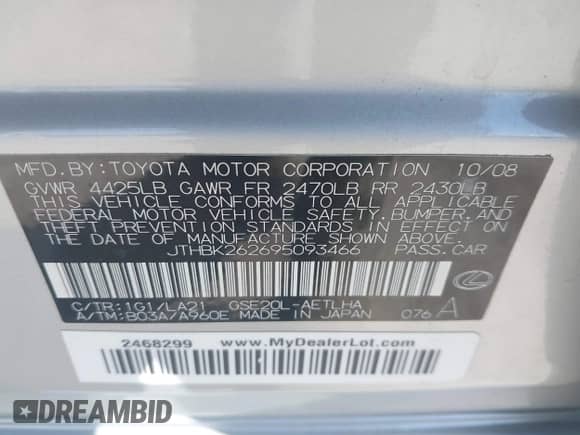 MFD.BY:TOYOTA MOTOR CORPORATION 10/08
GVWR 4425LB GAWR FR 2470LB RR 2430LB
THIS VEHICLE CONFORMS TO ALL APPLICABLE
FEDERAL MOTOR VEHICLE SAFETY,BUMPER,AND
THEFT PREVENTION STANDARDS IN EFFECT ON
THE DATE OF MANUFACTURE SHOWN ABOVE.
JTHBK262695093466 PASS.CAR
C/TR:1G1/LA21 GSE20L-AETLHA
A/TM:B03A/A960E MADE IN JAPAN 076 A
2468299 www.MyDealerLot.com
DREAMBID